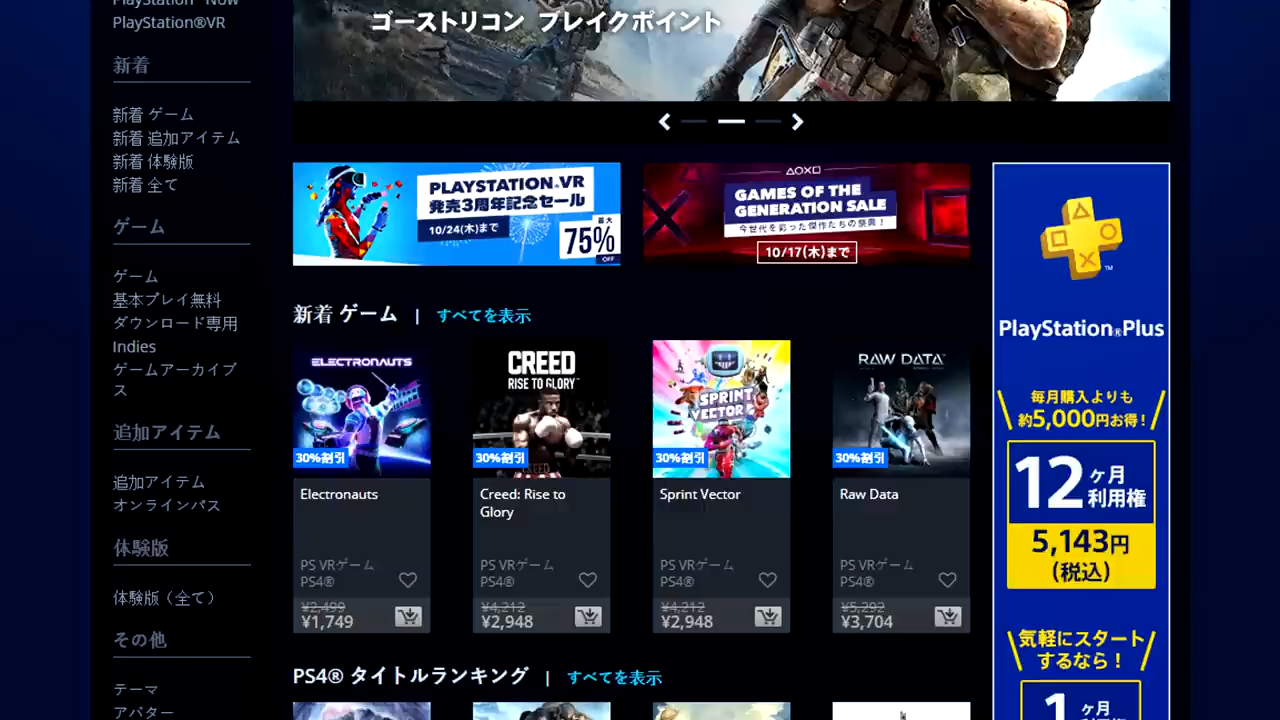 PlayStation™Now
PlayStation®VR
新着
新着 ゲーム
新着 追加アイテム
新着 体験版
新着 全て
ゲーム
ゲーム
基本プレイ無料
ダウンロード専用
Indies
ゲームアーカイブ
ス
追加アイテム
追加アイテム
オンラインパス
体験版
体験版（全て）
その他
テーマ
アバター
ゴーストリコン ブレイクポイント
PLAYSTATION®VR
発売3周年記念セール
10/24(木)まで
最大
75%
OFF
GAMES OF THE
GENERATION SALE
今世代を彩った傑作たちの祭典！
10/17(木)まで
新着 ゲーム | すべてを表示
ELECTRONAUTS
30%割引
Electronauts
PS VRゲーム
PS4®
¥2,499
¥1,749
CREED
RISE TO GLORY™
CREED
30%割引
Creed: Rise to
Glory
PS VRゲーム
PS4®
¥4,212
¥2,948
SPRINT
VECTOR
30%割引
Sprint Vector
PS VRゲーム
PS4®
¥4,212
¥2,948
RAW DATA
30%割引
Raw Data
PS VRゲーム
PS4®
¥5,292
¥3,704
PS4® タイトルランキング | すべてを表示
PlayStation®Plus
毎月購入よりも
約5,000円お得！
12ヶ月
利用権
5,143円
(税込)
気軽にスタート
するなら！
1ヶ月
利用権